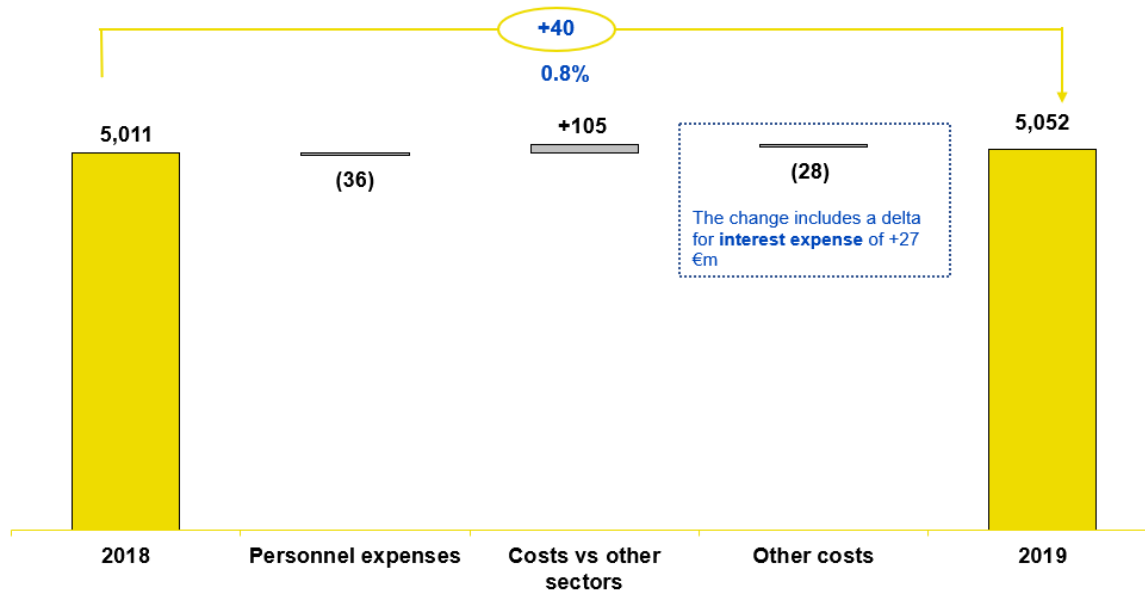 +40
0.8%
5,011
(36)
+105
(28)
5,052
The change includes a delta
for interest expense of +27
€m
2018
Personnel expenses
Costs vs other
sectors
Other costs
2019